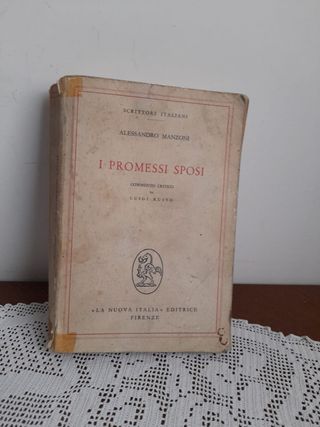 SCRITTORI ITALIANI
ALESSANDRO MANZONI
I PROMESSI SPOSI
COMMENTO CRITICO
DI
LUIGI RUSSO
«LA NUOVA ITALIA» EDITRICE
FIRENZE